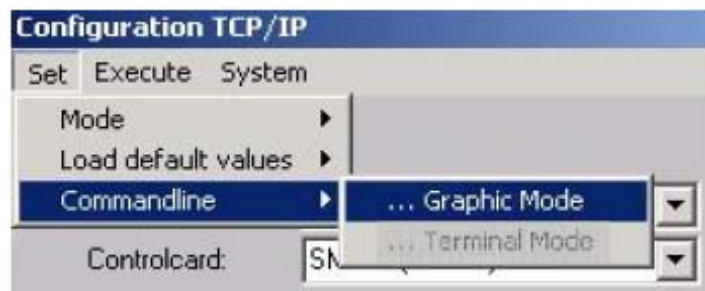 Configuration TCP/IP
Set Execute System
Mode
Load default values
Commandline
... Graphic Mode
... Terminal Mode
Controlcard: